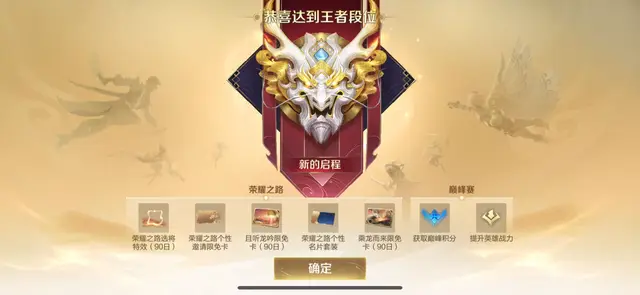 恭喜达到王者段位
新的启程
荣耀之路
巅峰赛
荣耀之路选将
特效（90日）
荣耀之路个性
邀请限免卡
且听龙吟限免
卡（90日）
荣耀之路个性
名片套装
乘龙而来限免
卡（90日）
获取巅峰积分
提升英雄战力
确定